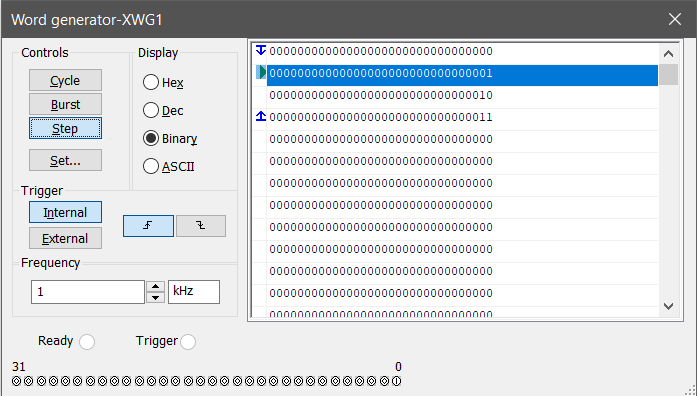 Word generator-XWG1
Controls
Cycle
Burst
Step
Set...
Display
Hex
Dec
Binary
ASCII
Trigger
Internal
External
Frequency
1
kHz
Ready
Trigger
00000000000000000000000000000000
00000000000000000000000000000001
00000000000000000000000000000010
00000000000000000000000000000011
00000000000000000000000000000000
00000000000000000000000000000000
00000000000000000000000000000000
00000000000000000000000000000000
00000000000000000000000000000000
00000000000000000000000000000000
00000000000000000000000000000000
00000000000000000000000000000000
00000000000000000000000000000000
31 0